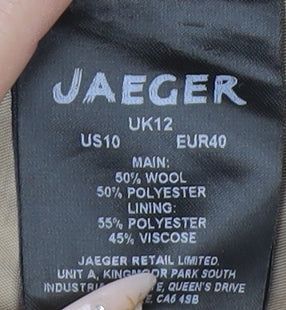 JAEGER
UK12
US10 EUR40
MAIN:
50% WOOL
50% POLYESTER
LINING:
55% POLYESTER
45% VISCOSE
JAEGER RETAIL LIMITED,
UNIT A, KINGMOOR PARK SOUTH
QUEEN'S DRIVE
CA6 4SB